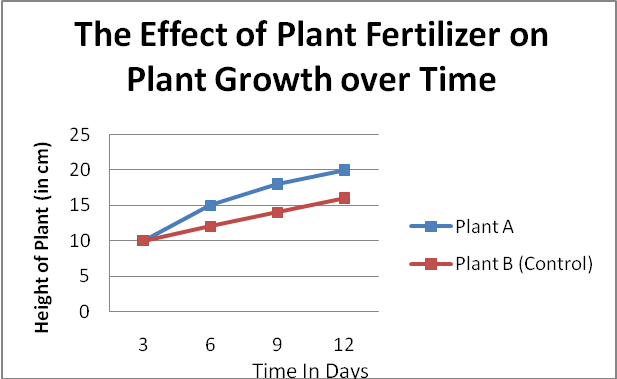 The Effect of Plant Fertilizer on
Plant Growth over Time
Height of Plant (in cm)
25
20
15
10
5
0
3 6 9 12
Time In Days
Plant A
Plant B (Control)